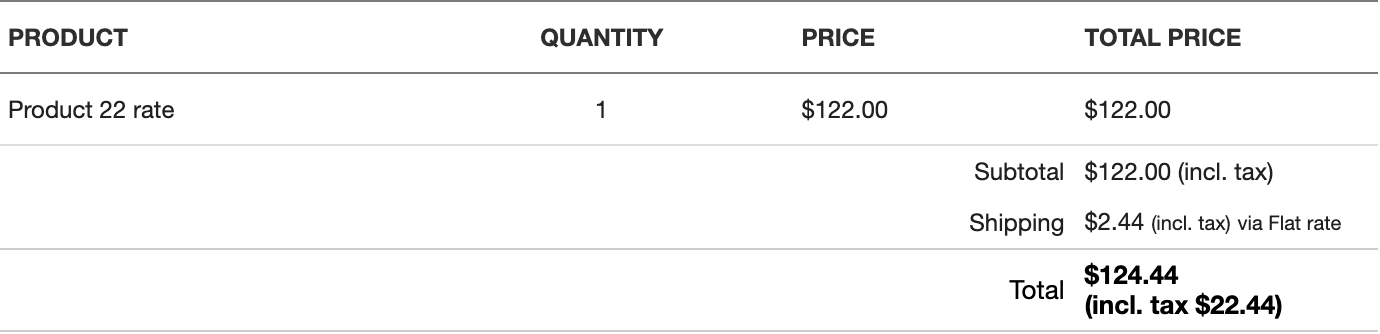 PRODUCT QUANTITY PRICE TOTAL PRICE
Product 22 rate 1 $122.00 $122.00
Subtotal $122.00 (incl. tax)
Shipping $2.44 (incl. tax) via Flat rate
Total $124.44
(incl. tax $22.44)